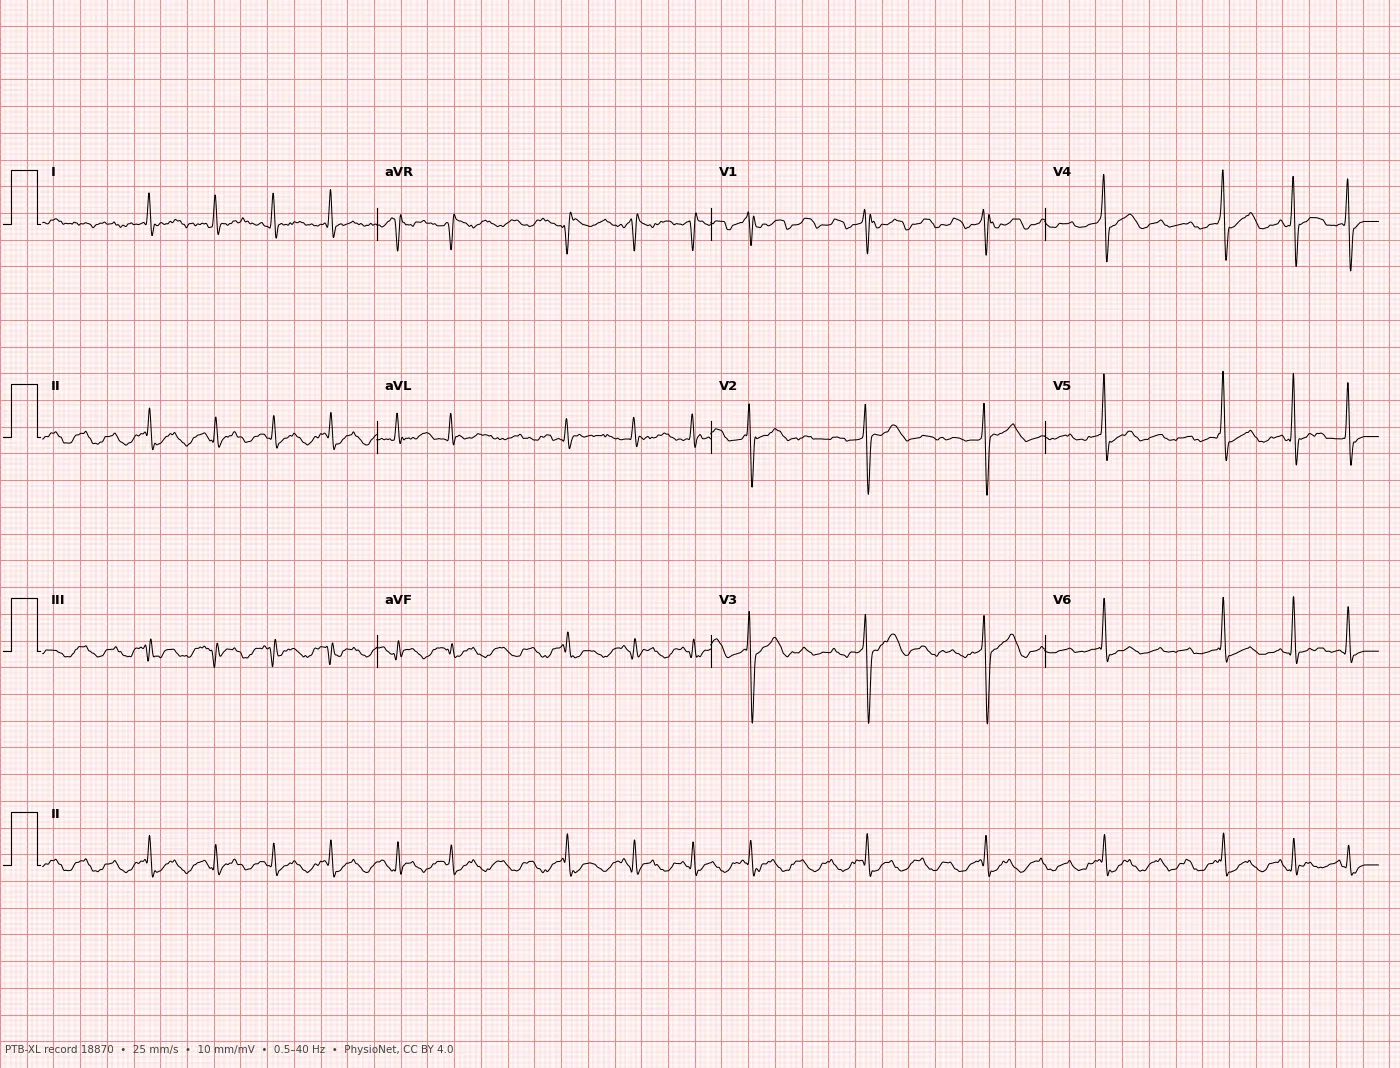 I aVR V1 V4
II aVL V2 V5
III aVF V3 V6
II
PTB-XL record 18870 • 25 mm/s • 10 mm/mV • 0.5–40 Hz • PhysioNet, CC BY 4.0